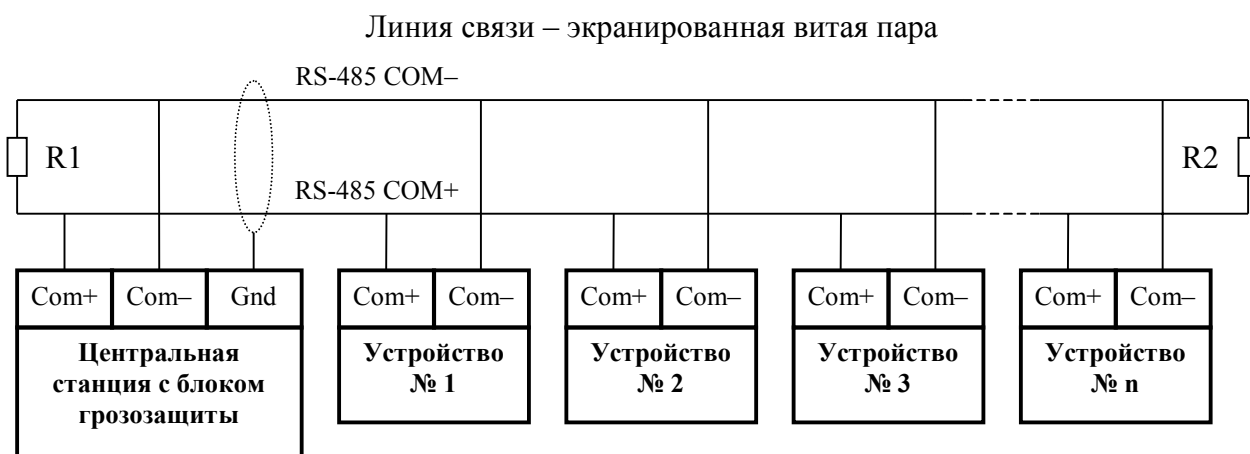 Линия связи – экранированная витая пара
RS-485 COM–
R1
R2
RS-485 COM+
Com+ Com– Gnd
Com+ Com–
Com+ Com–
Com+ Com–
Com+ Com–
Центральная
станция с блоком
грозозащиты
Устройство
№ 1
Устройство
№ 2
Устройство
№ 3
Устройство
№ n